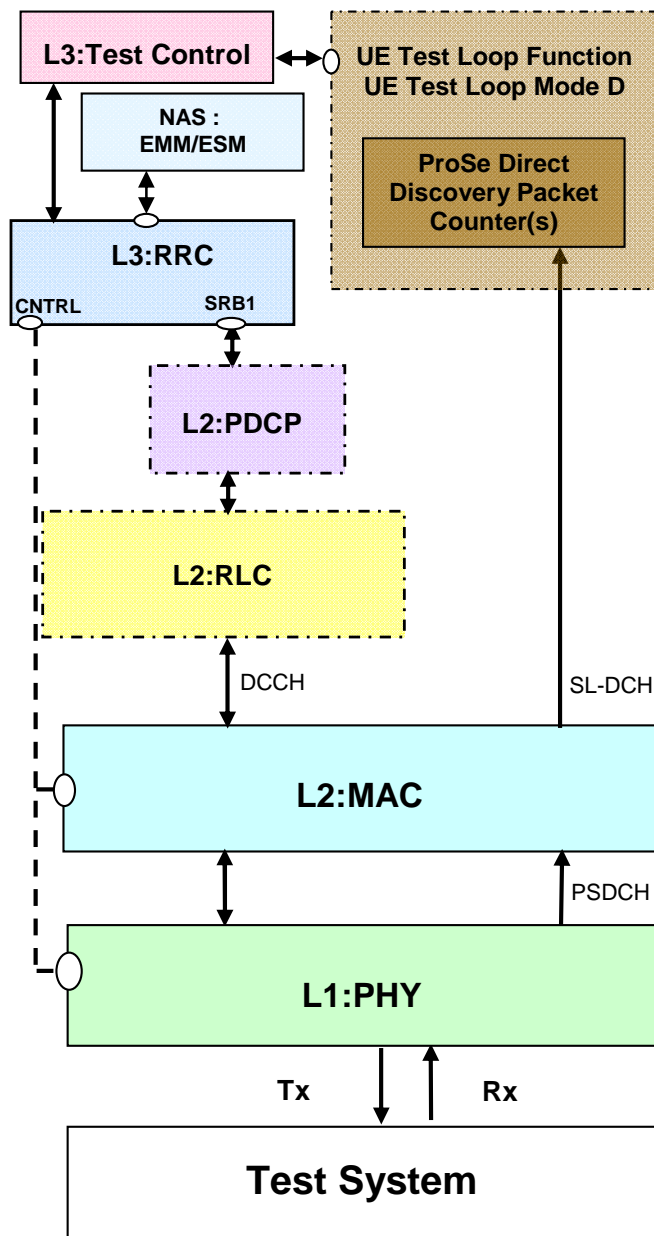 L3:Test Control
UE Test Loop Function
UE Test Loop Mode D
NAS :
EMM/ESM
ProSe Direct
Discovery Packet
Counter(s)
L3:RRC
CNTRL
SRB1
L2:PDCP
L2:RLC
DCCH
SL-DCH
L2:MAC
PSDCH
L1:PHY
Tx
Rx
Test System